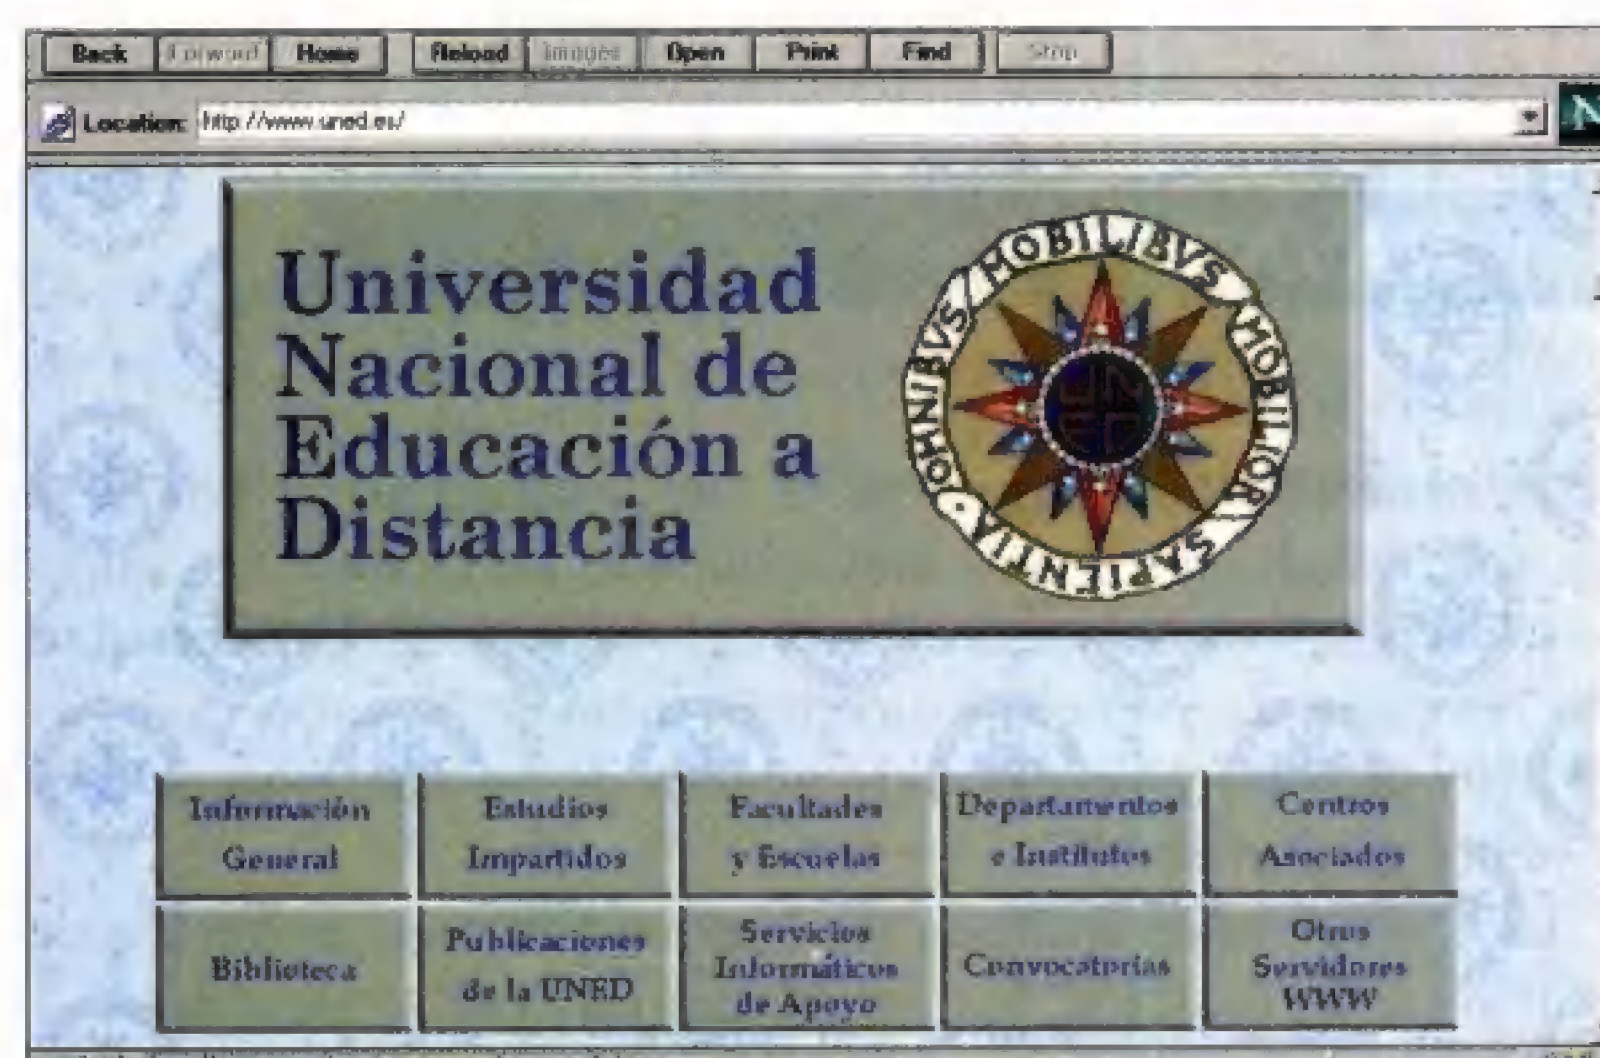 Back Forward Home Reload Images Open Print Find Stop
Location: http://www.uned.es/
N
Universidad
Nacional de
Educación a
Distancia
OMNIBVS MOBILIBVS MOBILIOR SAPIENTIA
UNED
Información
General
Estudios
Impartidos
Facultades
y Escuelas
Departamentos
e Institutos
Centros
Asociados
Biblioteca
Publicaciones
de la UNED
Servicios
Informáticos
de Apoyo
Convocatorias
Otros
Servidores
WWW